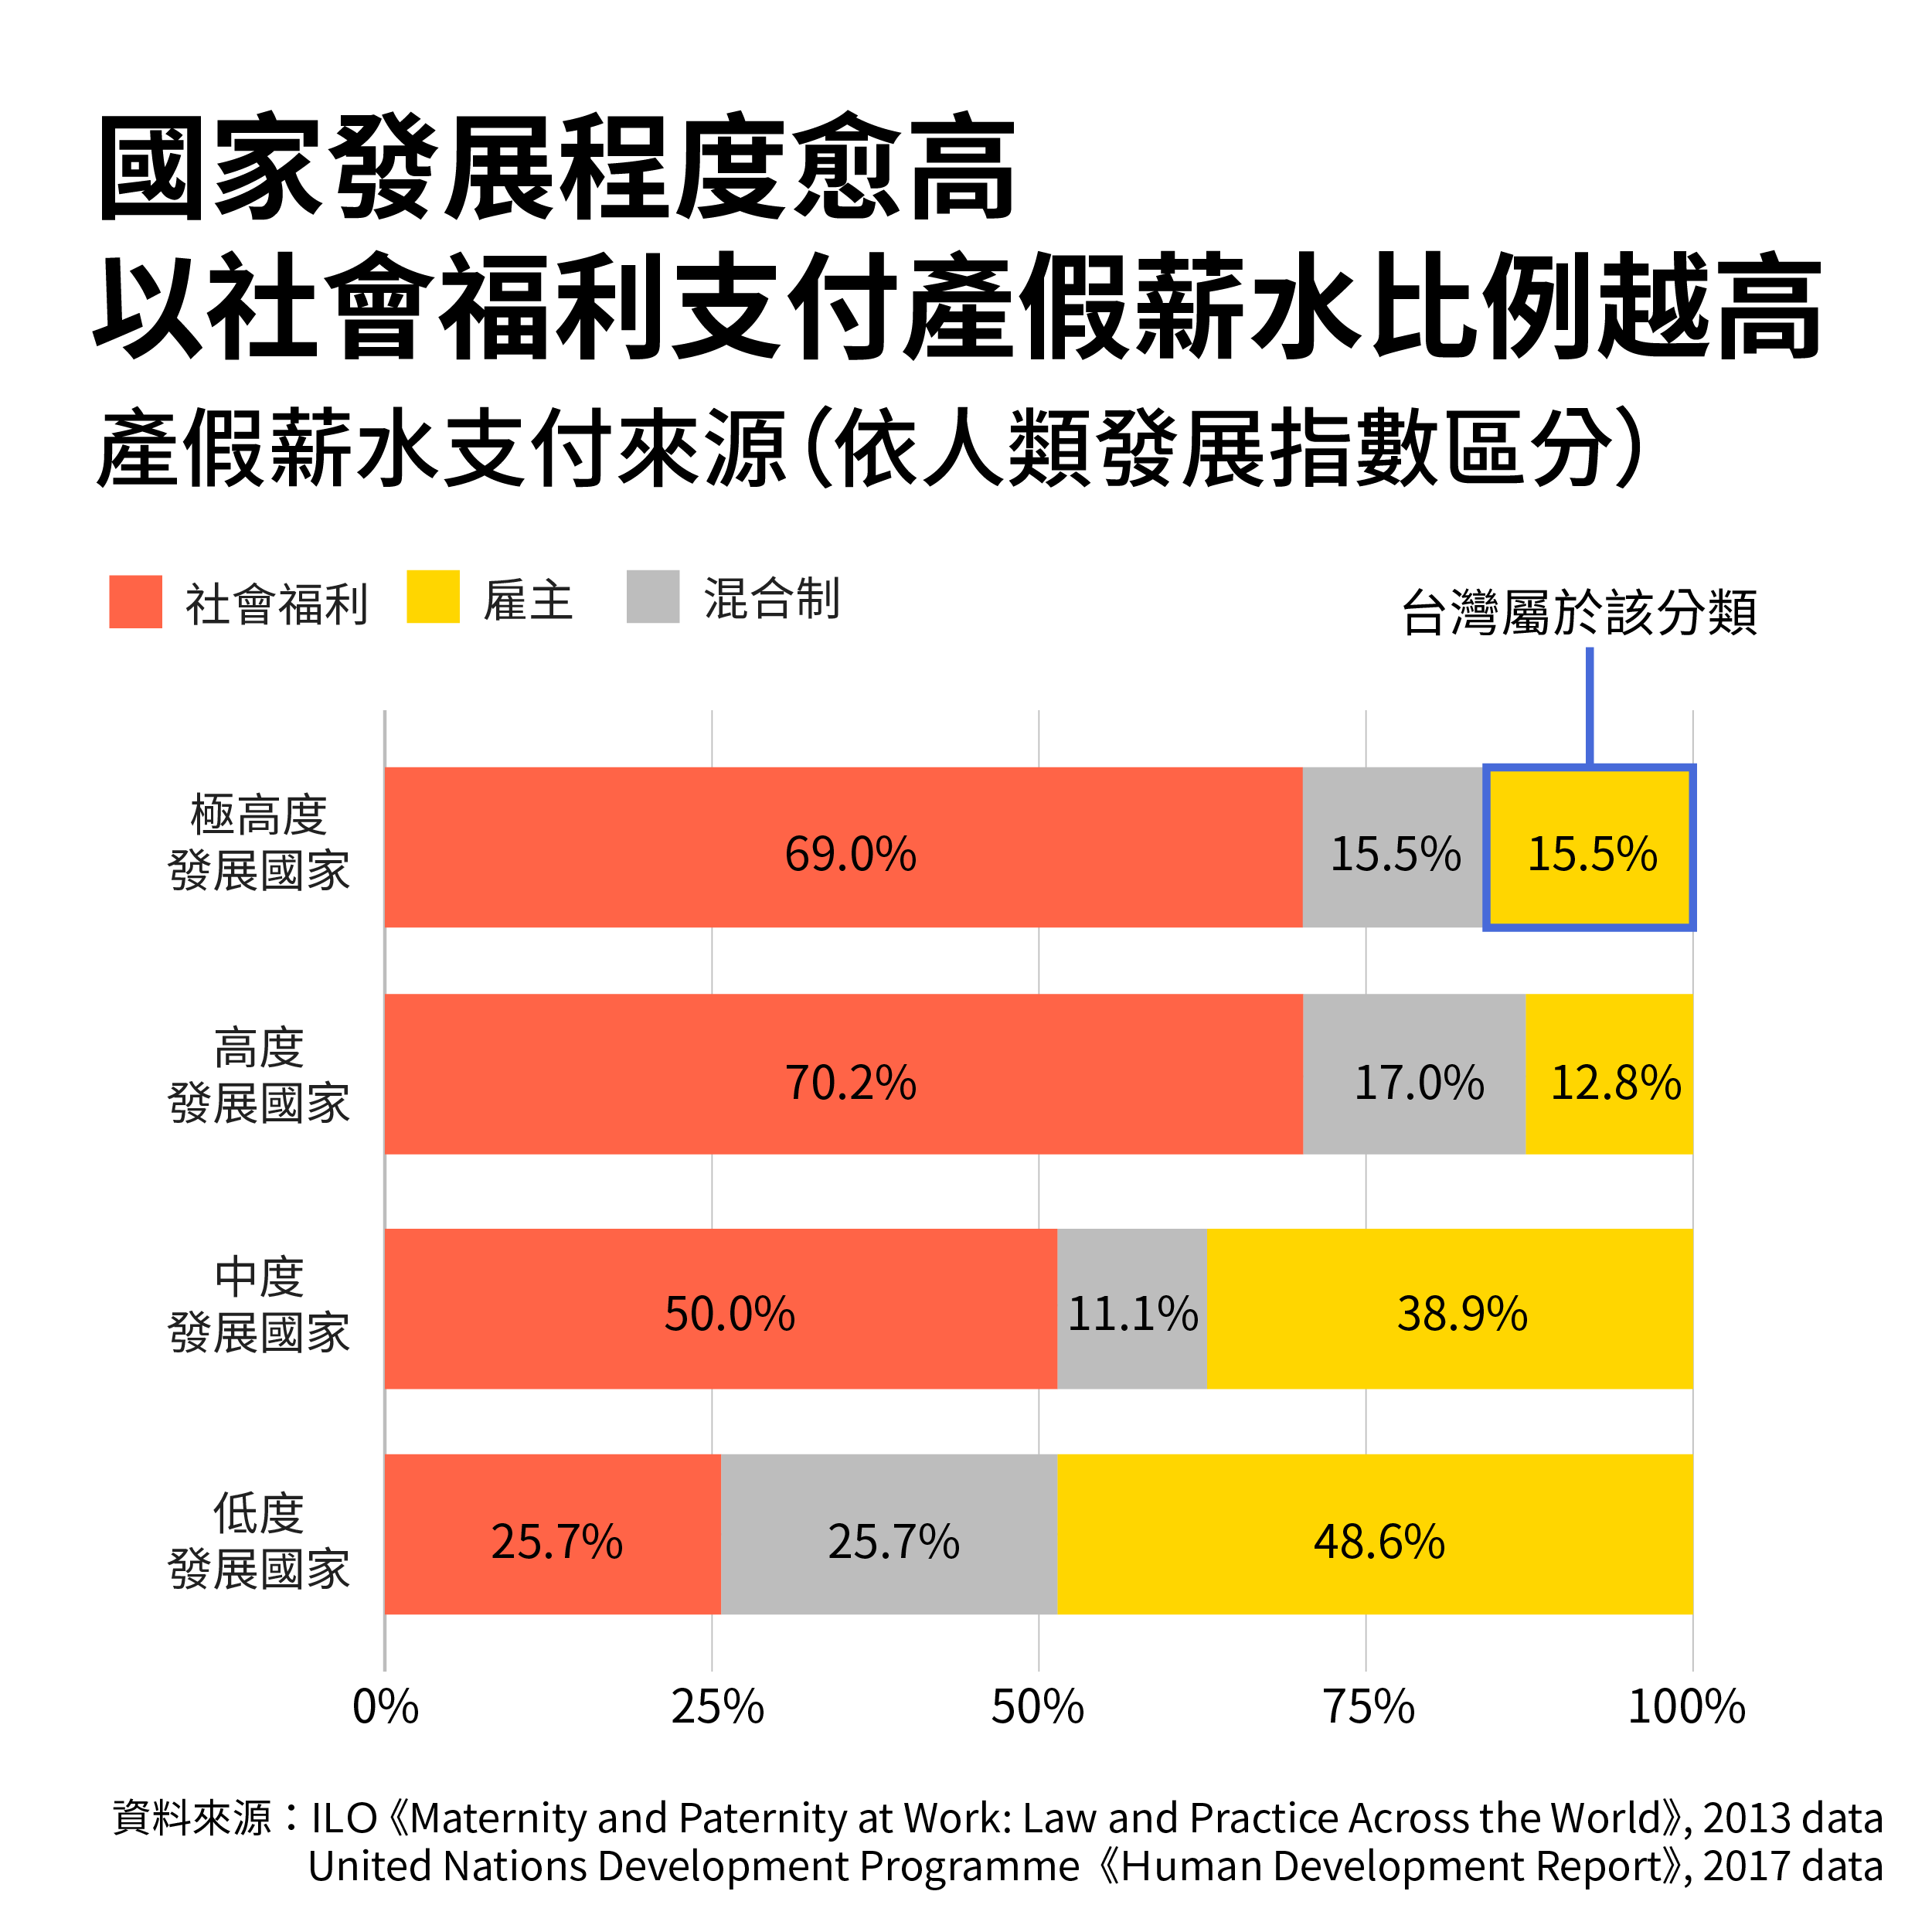 國家發展程度愈高
以社會福利支付產假薪水比例越高
產假薪水支付來源(依人類發展指數區分)
社會福利 雇主 混合制
台灣屬於該分類
極高度
發展國家
69.0% 15.5% 15.5%
高度
發展國家
70.2% 17.0% 12.8%
中度
發展國家
50.0% 11.1% 38.9%
低度
發展國家
25.7% 25.7% 48.6%
0% 25% 50% 75% 100%
資料來源：ILO《Maternity and Paternity at Work: Law and Practice Across the World》, 2013 data
United Nations Development Programme《Human Development Report》, 2017 data